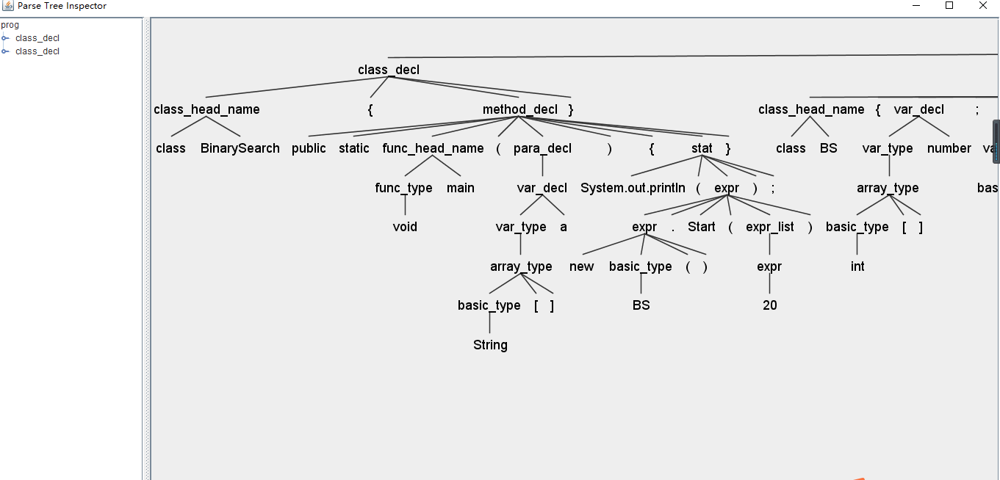 Parse Tree Inspector
prog
class_decl
class_decl
class_decl
class_head_name { method_decl } class_head_name { var_decl ;
class BinarySearch public static func_head_name ( para_decl ) { stat } class BS var_type number
func_type main var_decl System.out.println ( expr ) ; array_type
void var_type a expr . Start ( expr_list ) basic_type [ ]
array_type new basic_type ( ) expr int
basic_type [ ] BS 20
String